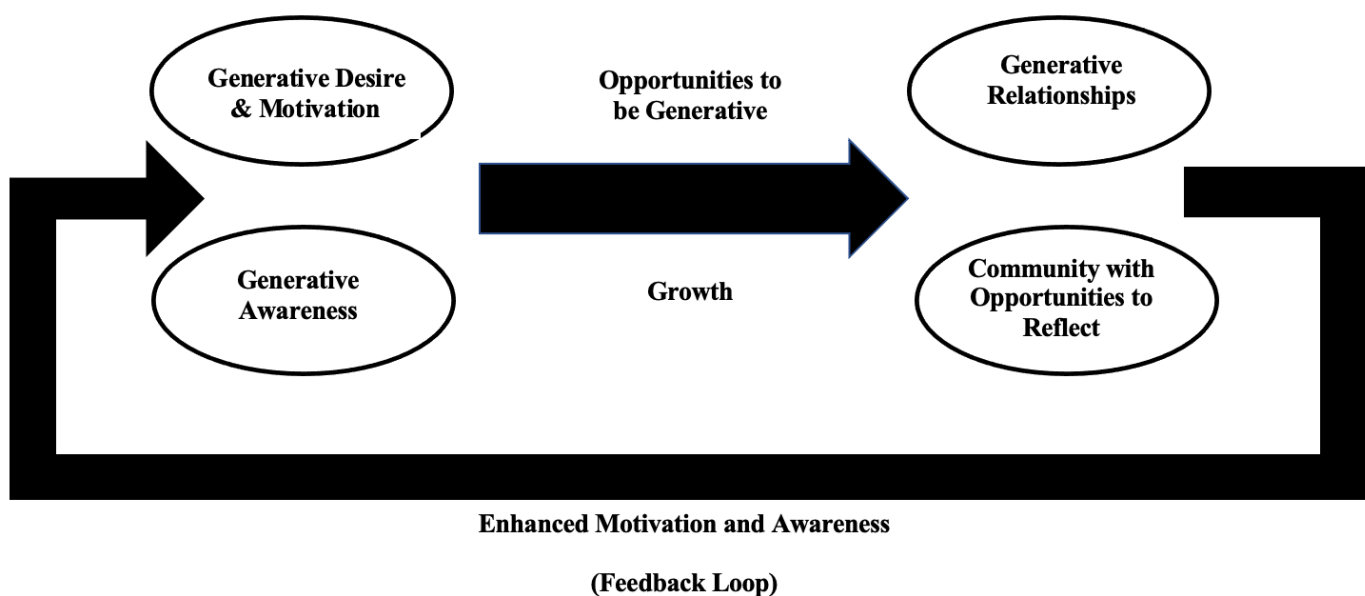 Generative Desire
& Motivation
Opportunities to
be Generative
Generative
Relationships
Generative
Awareness
Growth
Community with
Opportunities to
Reflect
Enhanced Motivation and Awareness
(Feedback Loop)